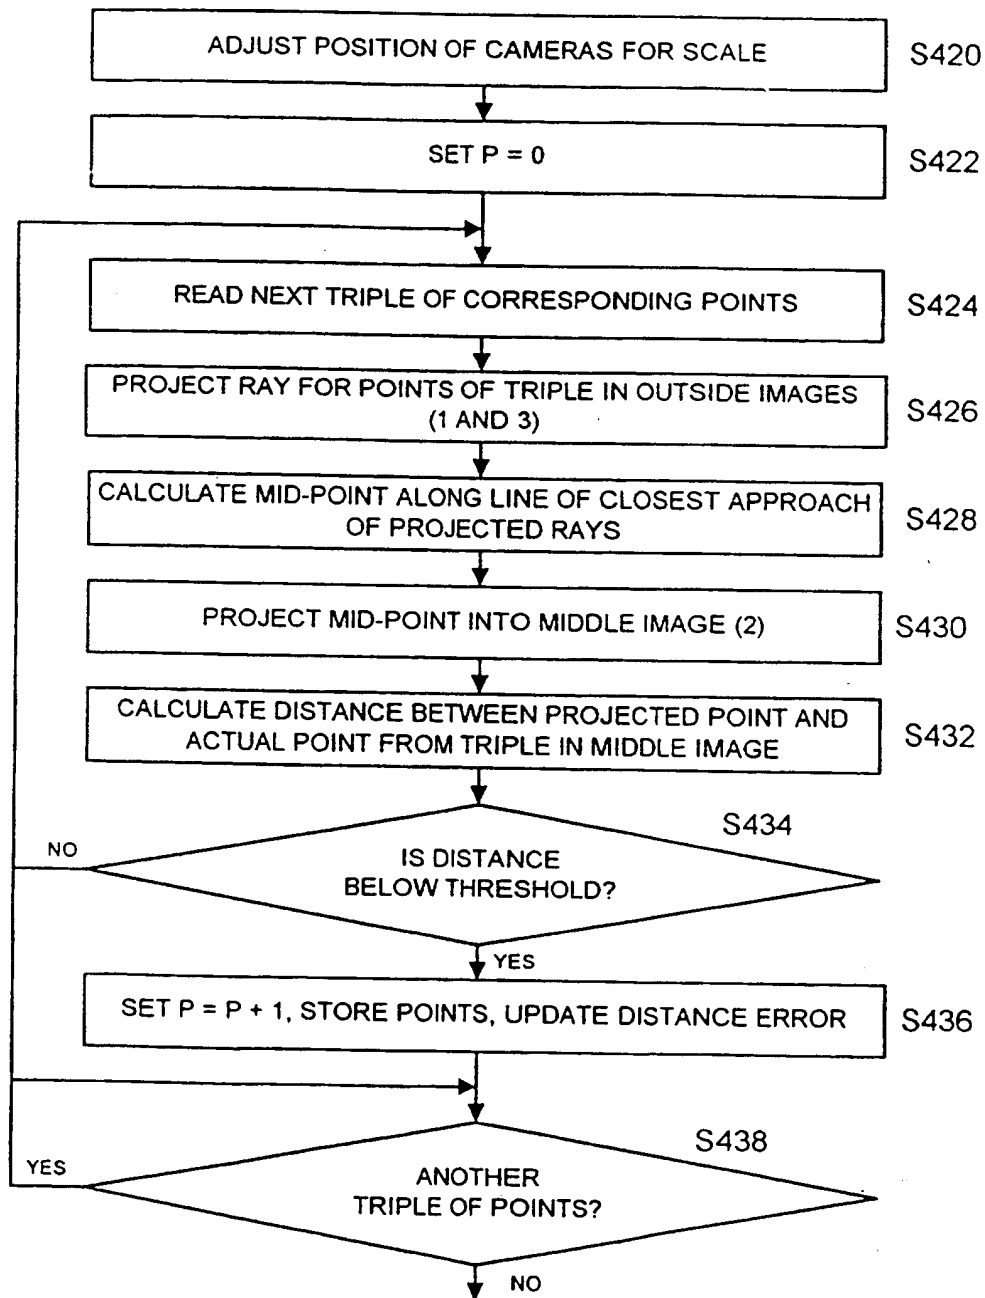 ADJUST POSITION OF CAMERAS FOR SCALE
S420
SET P = 0
S422
READ NEXT TRIPLE OF CORRESPONDING POINTS
S424
PROJECT RAY FOR POINTS OF TRIPLE IN OUTSIDE IMAGES
(1 AND 3)
S426
CALCULATE MID-POINT ALONG LINE OF CLOSEST APPROACH
OF PROJECTED RAYS
S428
PROJECT MID-POINT INTO MIDDLE IMAGE (2)
S430
CALCULATE DISTANCE BETWEEN PROJECTED POINT AND
ACTUAL POINT FROM TRIPLE IN MIDDLE IMAGE
S432
S434
NO
IS DISTANCE
BELOW THRESHOLD?
YES
SET P = P + 1, STORE POINTS, UPDATE DISTANCE ERROR
S436
S438
YES
ANOTHER
TRIPLE OF POINTS?
NO